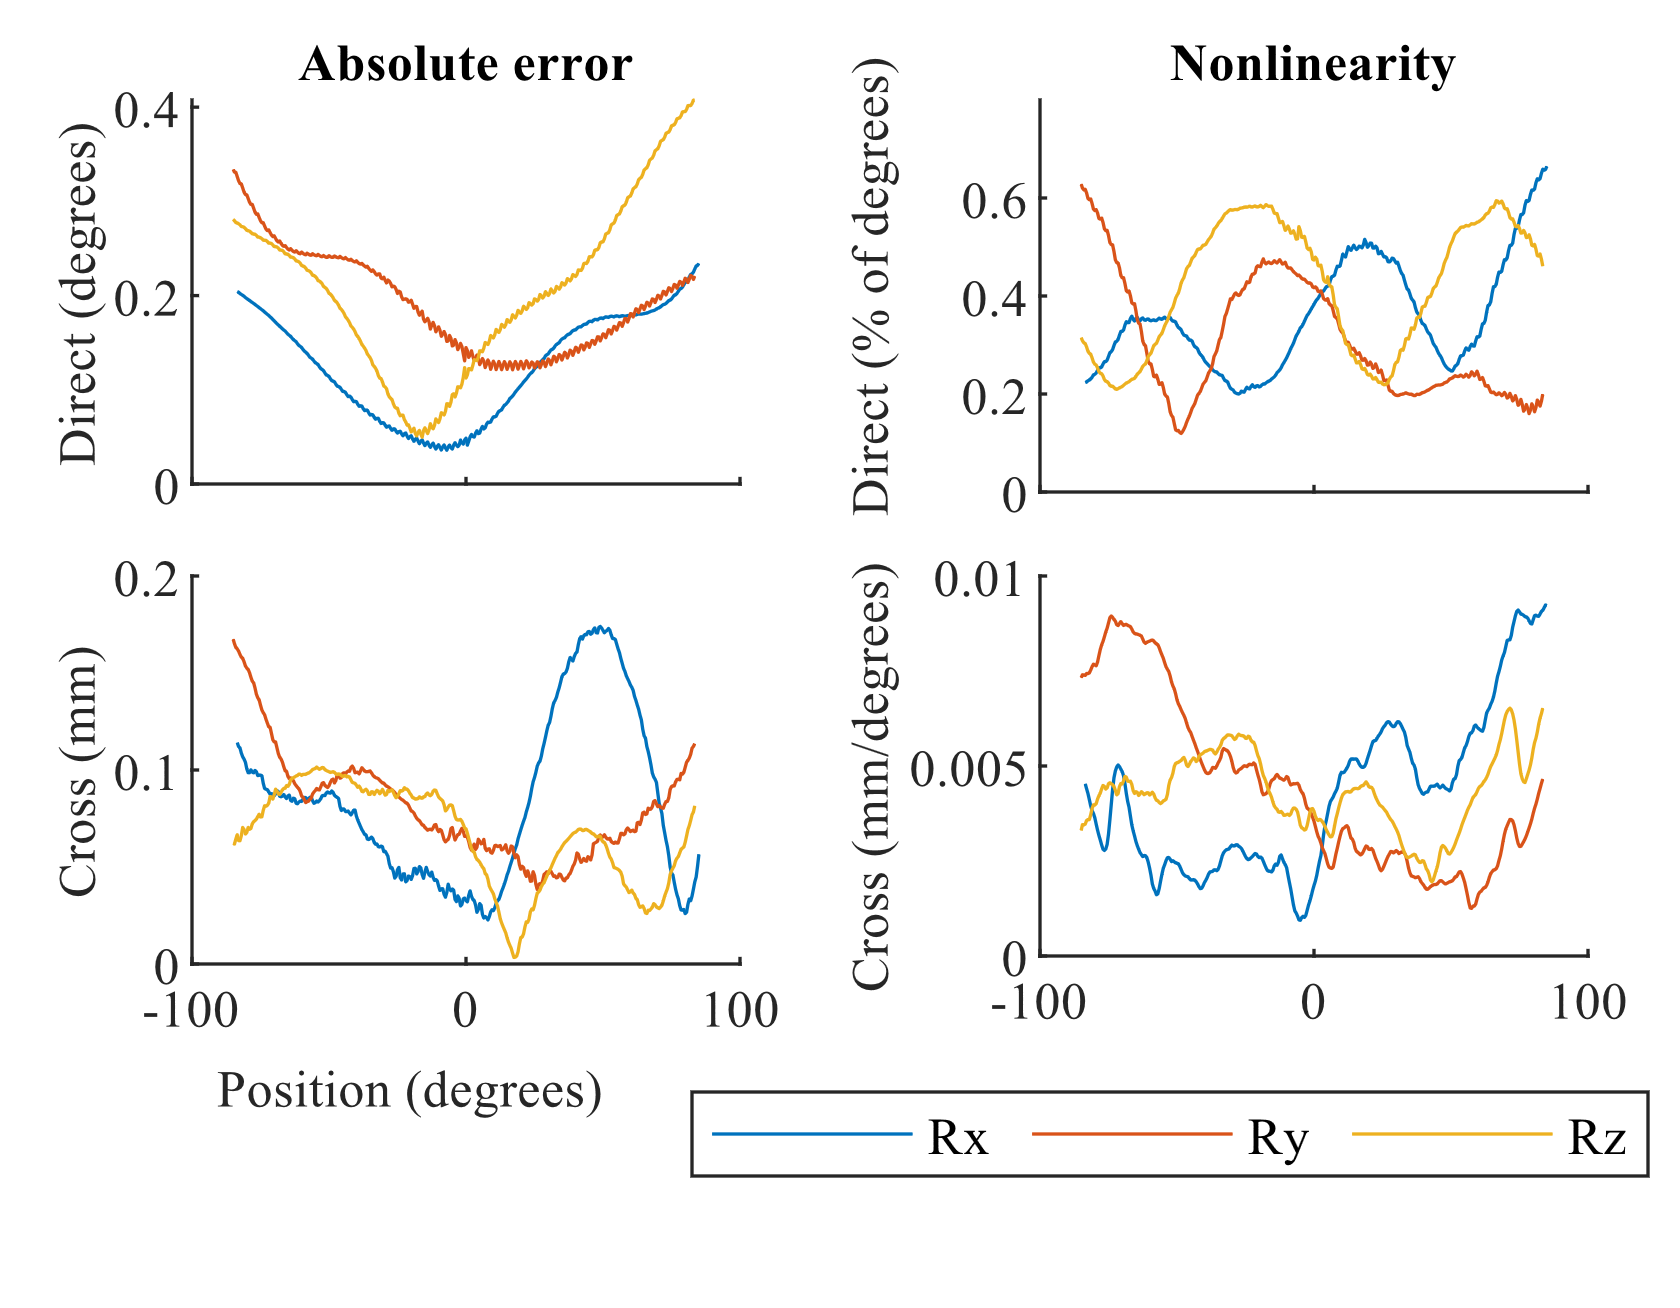 Absolute error
Direct (degrees)
0.4
0.2
0
Nonlinearity
Direct (% of degrees)
0.6
0.4
0.2
0
Cross (mm)
0.2
0.1
0
-100 0 100
Position (degrees)
Cross (mm/degrees)
0.01
0.005
0
-100 0 100
Rx Ry Rz